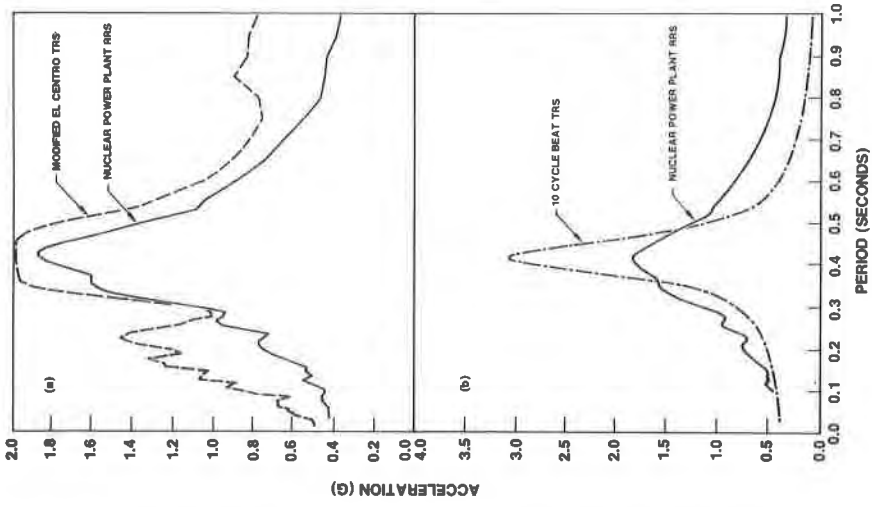 ACCELERATION (G)
2.0
1.8
1.6
1.4
1.2
1.0
0.8
0.6
0.4
0.2
0.0
(a)
MODIFIED EL CENTRO TRS
NUCLEAR POWER PLANT RRS
4.0
3.5
3.0
2.5
2.0
1.5
1.0
0.5
0.0
(b)
10 CYCLE BEAT TRS
NUCLEAR POWER PLANT RRS
0.0 0.1 0.2 0.3 0.4 0.5 0.6 0.7 0.8 0.9 1.0
PERIOD (SECONDS)